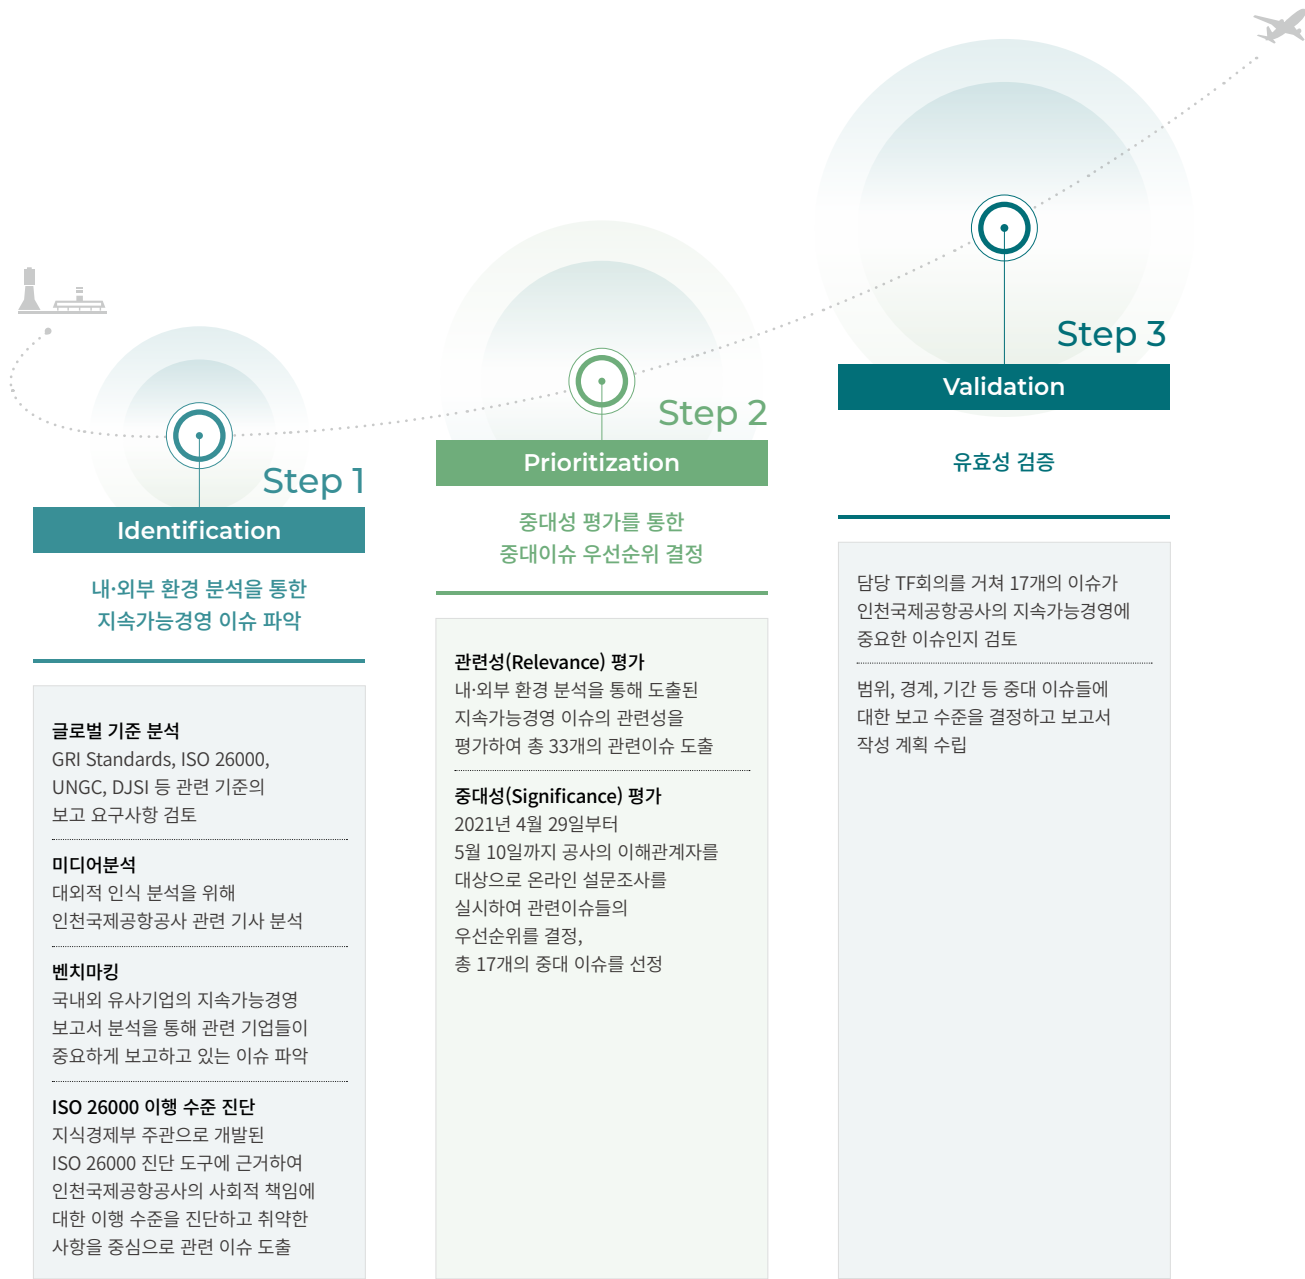 Step 1
Identification
내·외부 환경 분석을 통한
지속가능경영 이슈 파악
글로벌 기준 분석
GRI Standards, ISO 26000,
UNGC, DJSI 등 관련 기준의
보고 요구사항 검토
미디어분석
대외적 인식 분석을 위해
인천국제공항공사 관련 기사 분석
벤치마킹
국내외 유사기업의 지속가능경영
보고서 분석을 통해 관련 기업들이
중요하게 보고하고 있는 이슈 파악
ISO 26000 이행 수준 진단
지식경제부 주관으로 개발된
ISO 26000 진단 도구에 근거하여
인천국제공항공사의 사회적 책임에
대한 이행 수준을 진단하고 취약한
사항을 중심으로 관련 이슈 도출
Step 2
Prioritization
중대성 평가를 통한
중대이슈 우선순위 결정
관련성(Relevance) 평가
내·외부 환경 분석을 통해 도출된
지속가능경영 이슈의 관련성을
평가하여 총 33개의 관련이슈 도출
중대성(Significance) 평가
2021년 4월 29일부터
5월 10일까지 공사의 이해관계자를
대상으로 온라인 설문조사를
실시하여 관련이슈들의
우선순위를 결정,
총 17개의 중대 이슈를 선정
Step 3
Validation
유효성 검증
담당 TF회의를 거쳐 17개의 이슈가
인천국제공항공사의 지속가능경영에
중요한 이슈인지 검토
범위, 경계, 기간 등 중대 이슈들에
대한 보고 수준을 결정하고 보고서
작성 계획 수립